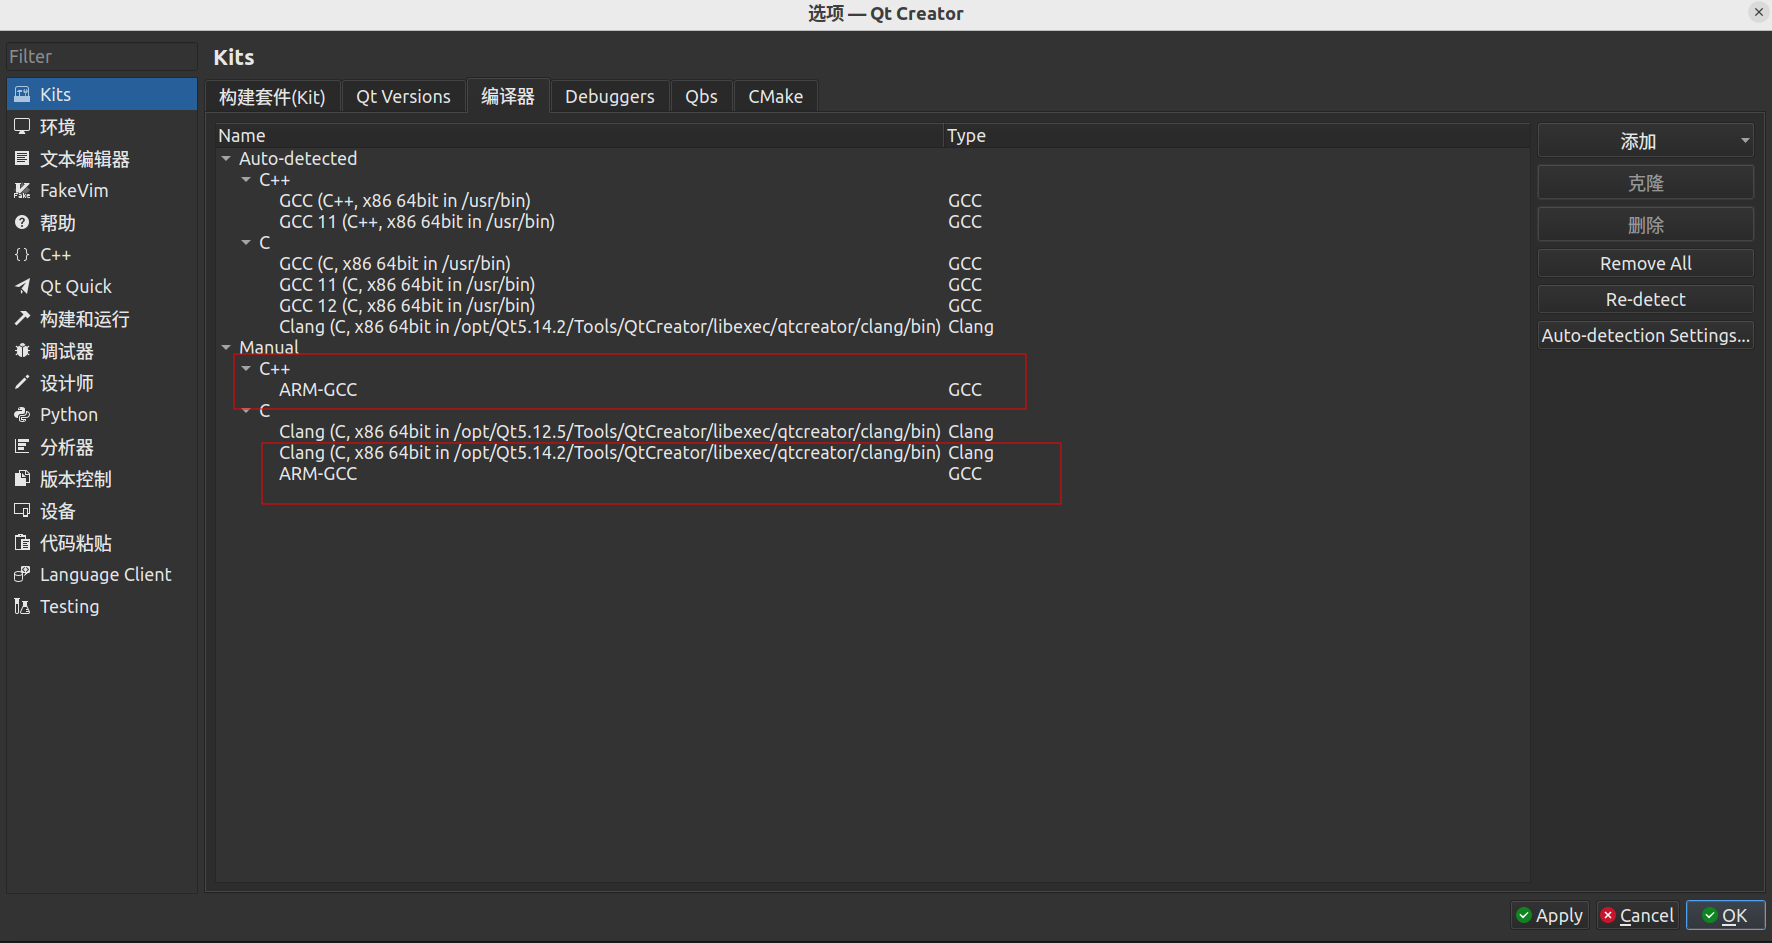 选项 — Qt Creator
Filter
Kits
环境
文本编辑器
FakeVim
帮助
C++
Qt Quick
构建和运行
调试器
设计师
Python
分析器
版本控制
设备
代码粘贴
Language Client
Testing
Kits
构建套件(Kit) Qt Versions 编译器 Debuggers Qbs CMake
Name Type
Auto-detected
C++
GCC (C++, x86 64bit in /usr/bin) GCC
GCC 11 (C++, x86 64bit in /usr/bin) GCC
C
GCC (C, x86 64bit in /usr/bin) GCC
GCC 11 (C, x86 64bit in /usr/bin) GCC
GCC 12 (C, x86 64bit in /usr/bin) GCC
Clang (C, x86 64bit in /opt/Qt5.14.2/Tools/QtCreator/libexec/qtcreator/clang/bin) Clang
Manual
C++
ARM-GCC GCC
C
Clang (C, x86 64bit in /opt/Qt5.12.5/Tools/QtCreator/libexec/qtcreator/clang/bin) Clang
Clang (C, x86 64bit in /opt/Qt5.14.2/Tools/QtCreator/libexec/qtcreator/clang/bin) Clang
ARM-GCC GCC
添加
克隆
删除
Remove All
Re-detect
Auto-detection Settings...
Apply Cancel OK